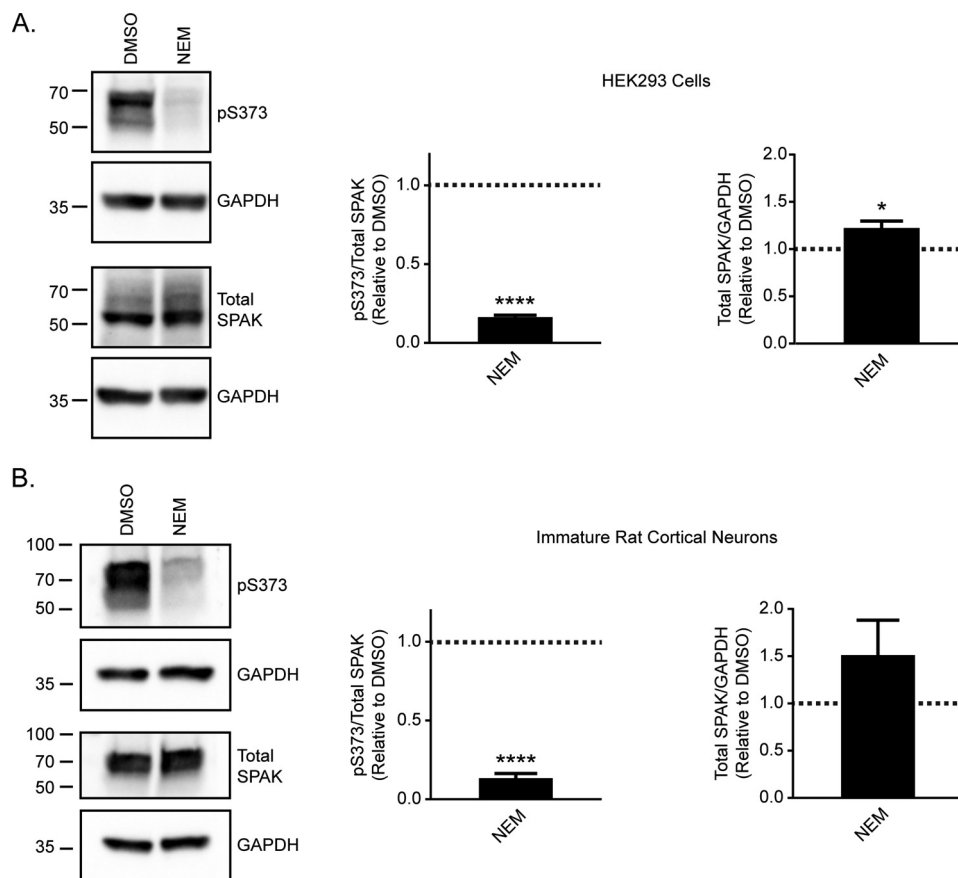 A.
DMSO
NEM
70
50
pS373
35
GAPDH
70
50
Total
SPAK
35
GAPDH
HEK293 Cells
pS373/Total SPAK
(Relative to DMSO)
1.0
0.5
0.0
****
NEM
Total SPAK/GAPDH
(Relative to DMSO)
2.0
1.5
1.0
0.5
0.0
*
NEM
B.
DMSO
NEM
100
70
50
pS373
35
GAPDH
100
70
50
Total
SPAK
35
GAPDH
Immature Rat Cortical Neurons
pS373/Total SPAK
(Relative to DMSO)
1.0
0.5
0.0
****
NEM
Total SPAK/GAPDH
(Relative to DMSO)
2.0
1.5
1.0
0.5
0.0
NEM